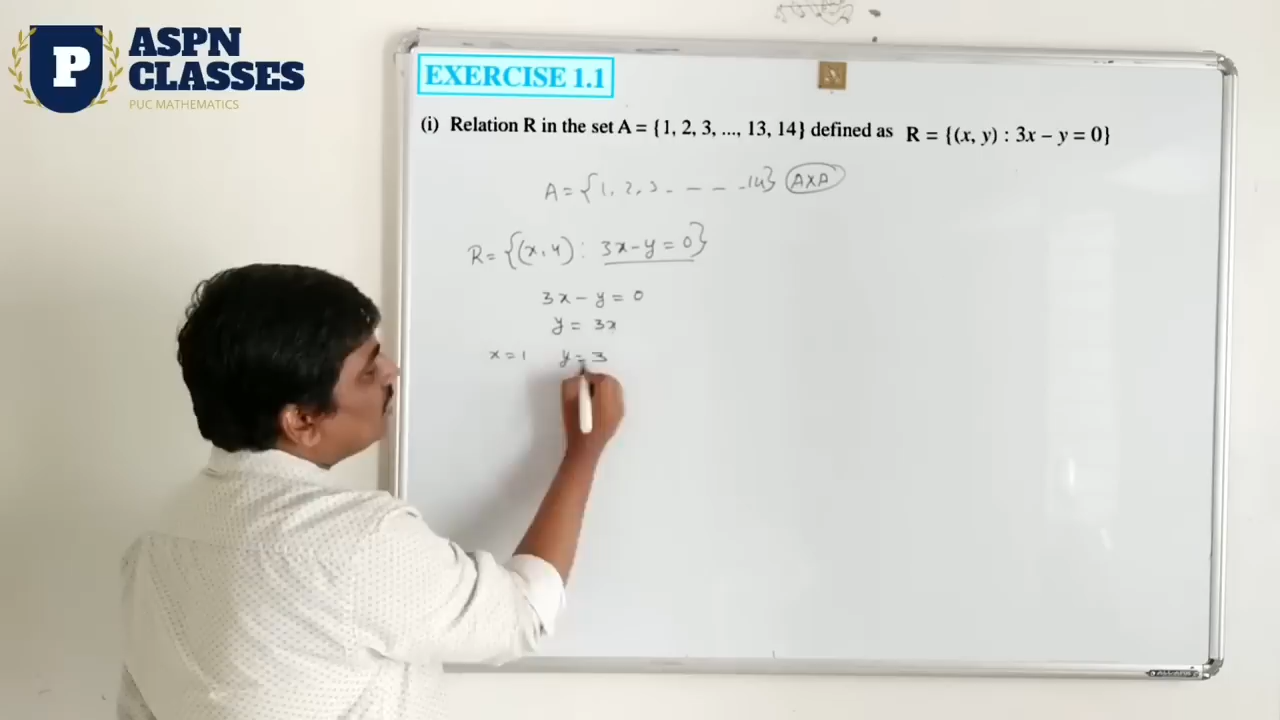 P
ASPN
CLASSES
PUC MATHEMATICS
EXERCISE 1.1
(i) Relation R in the set A = {1, 2, 3, ..., 13, 14} defined as R = {(x, y) : 3x – y = 0}
A = {1, 2, 3 - - - - 14} A×A
R = {(x, y) : 3x – y = 0}
3x – y = 0
y = 3x
x = 1 y = 3